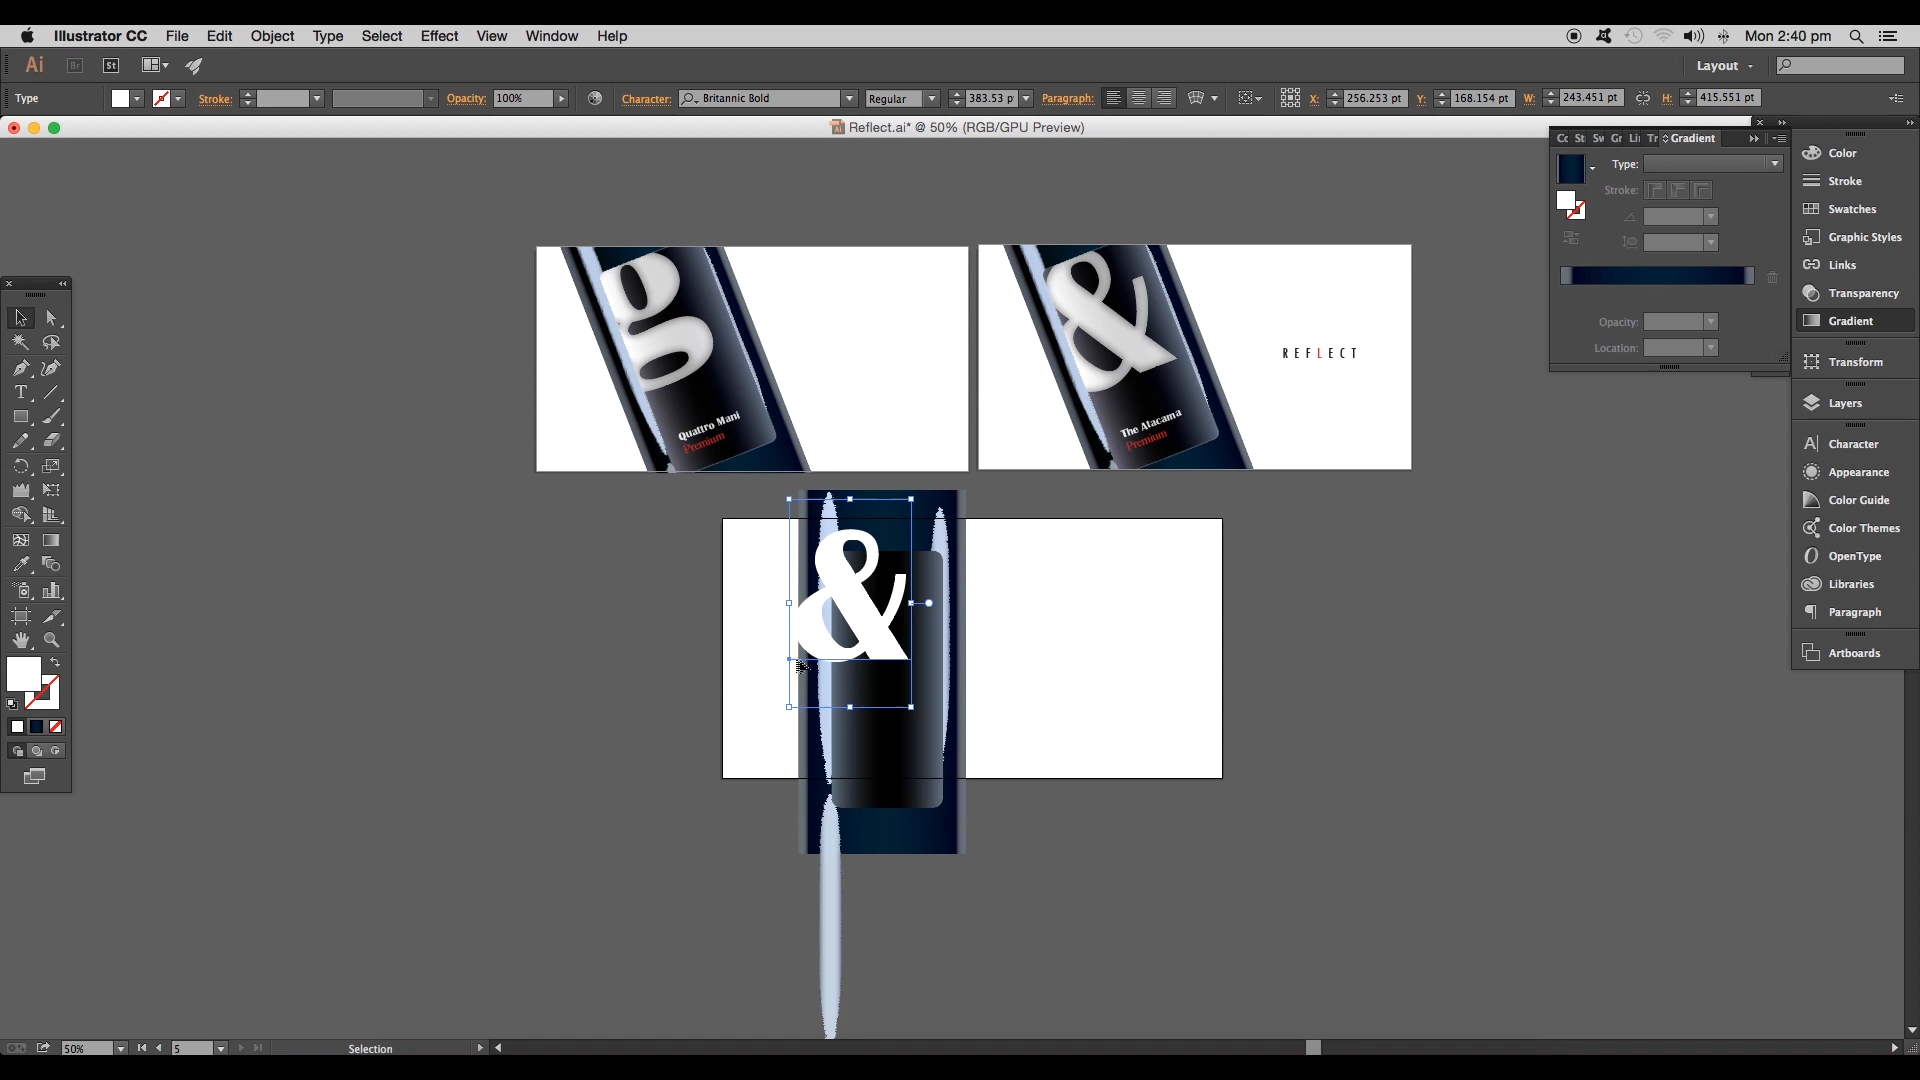 Illustrator CC File Edit Object Type Select Effect View Window Help
Mon 2:40 pm
Ai Br St
Layout
Type
Stroke:
Opacity: 100%
Character: Britannic Bold
Regular
383.53 pt
Paragraph:
X: 256.253 pt
Y: 168.154 pt
W: 243.451 pt
H: 415.551 pt
Reflect.ai* @ 50% (RGB/GPU Preview)
Gradient
Type:
Stroke:
Opacity:
Location:
Color
Stroke
Swatches
Graphic Styles
Links
Transparency
Gradient
Transform
Layers
Character
Appearance
Color Guide
Color Themes
OpenType
Libraries
Paragraph
Artboards
g
Quattro Mani
Premium
&
The Atacama
Premium
REFLECT
&
50%
5
Selection